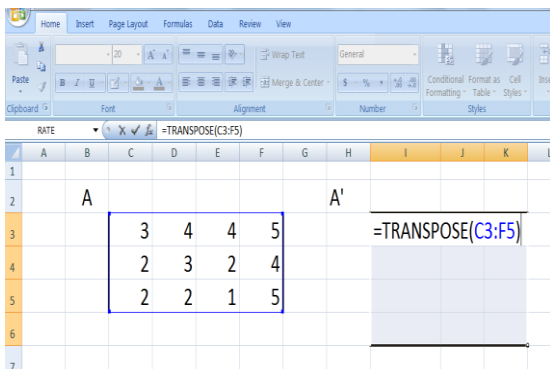 Home Insert Page Layout Formulas Data Review View
Paste
20 A A
Wrap Text
General
B I U A
Merge & Center
$ % ,
Conditional Formatting
Format as Table
Cell Styles
Inse
Clipboard Font Alignment Number Styles
RATE fx =TRANSPOSE(C3:F5)
A B C D E F G H I J K L
1
2 A A'
3 3 4 4 5 =TRANSPOSE(C3:F5)
4 2 3 2 4
5 2 2 1 5
6
7